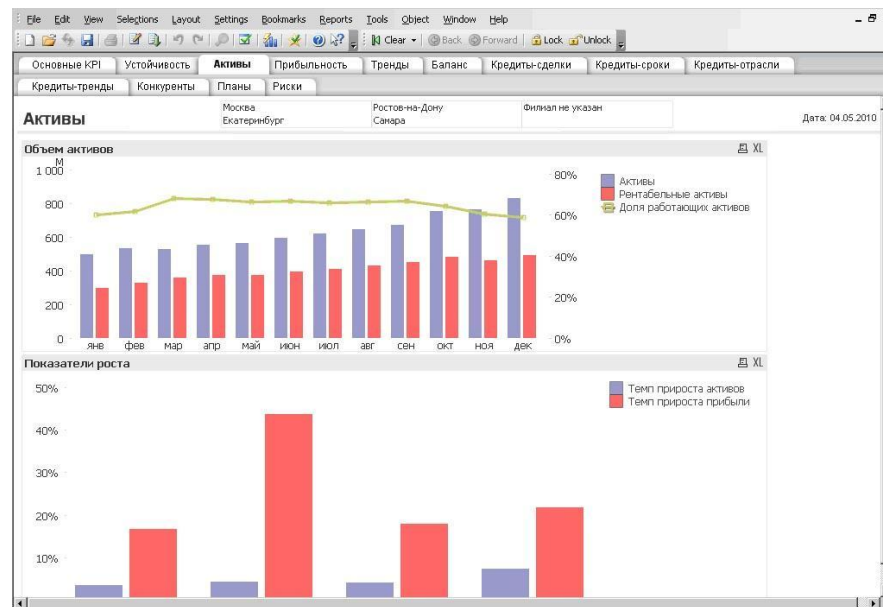 File Edit View Selections Layout Settings Bookmarks Reports Tools Object Window Help
Clear Back Forward Lock Unlock
Основные KPI Устойчивость Активы Прибыльность Тренды Баланс Кредиты-сделки Кредиты-сроки Кредиты-отрасли
Кредиты-тренды Конкуренты Планы Риски
Активы
Москва Ростов-на-Дону Филиал не указан
Екатеринбург Самара
Дата: 04.05.2010
Объем активов XL
М
1 000
800
600
400
200
0
80%
60%
40%
20%
0%
Активы
Рентабельные активы
Доля работающих активов
янв фев мар апр май июн июл авг сен окт ноя дек
Показатели роста XL
50%
40%
30%
20%
10%
Темп прироста активов
Темп прироста прибыли